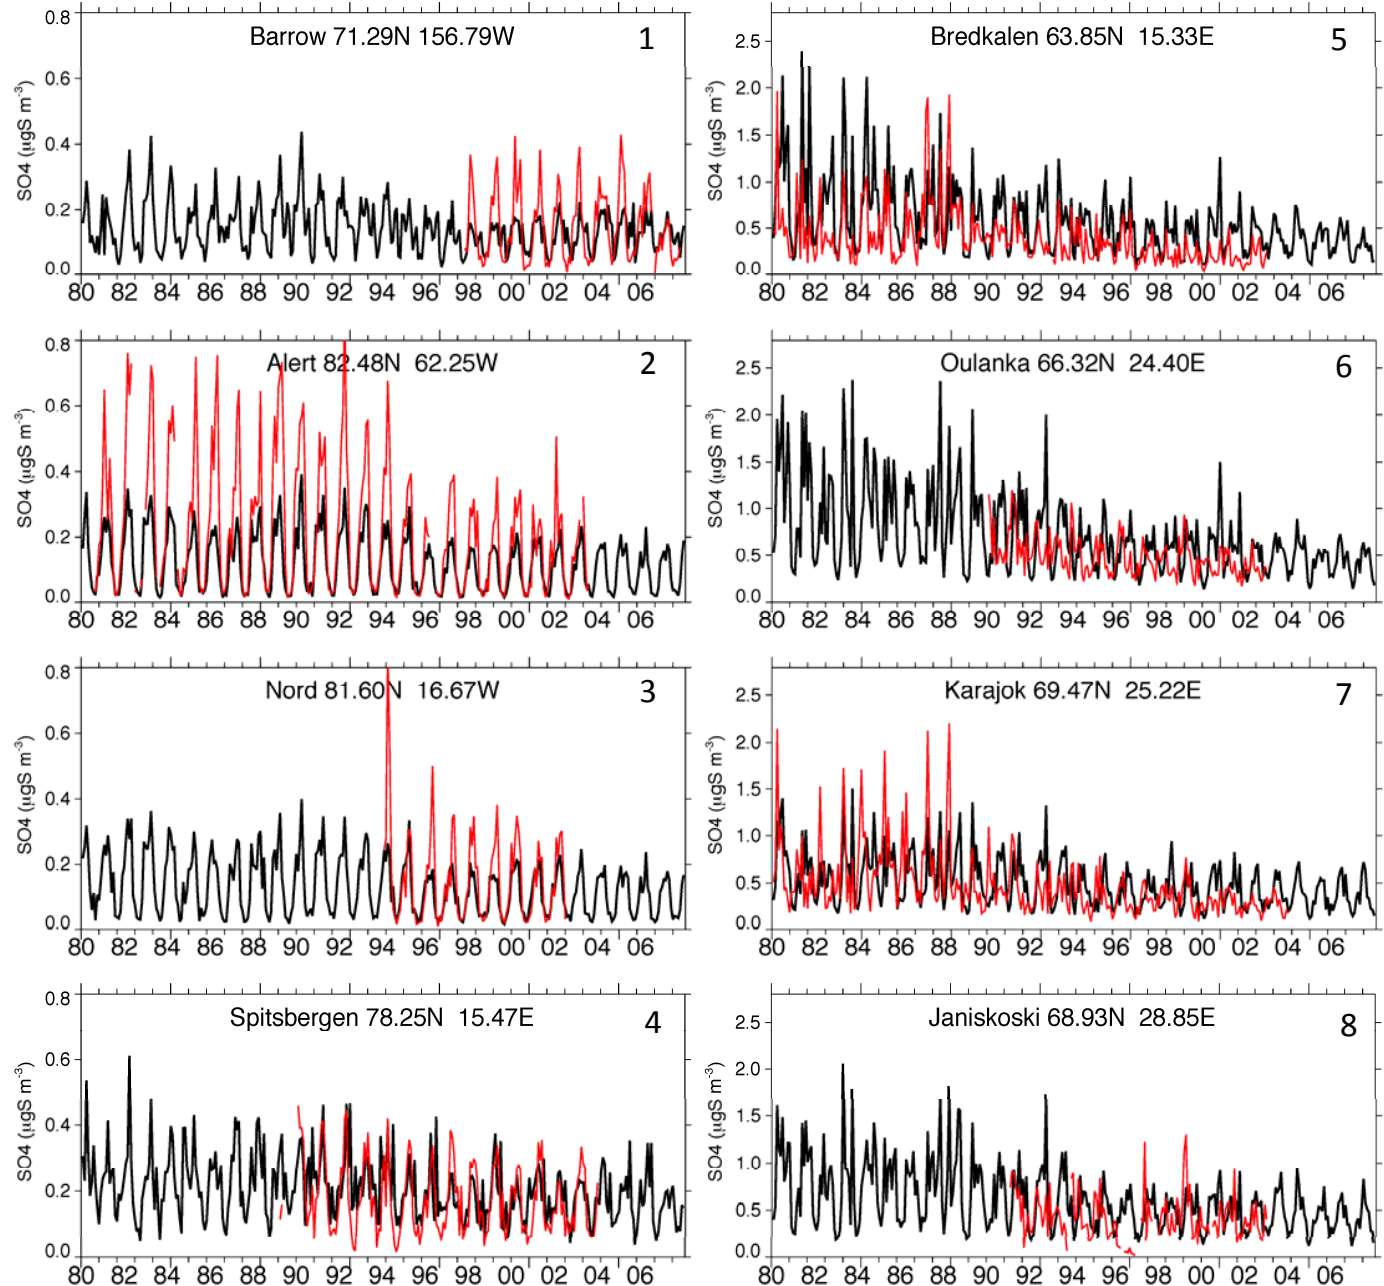 Barrow 71.29N 156.79W
1
SO4 (µgS m-3)
0.8
0.6
0.4
0.2
0.0
80 82 84 86 88 90 92 94 96 98 00 02 04 06
Bredkalen 63.85N 15.33E
5
SO4 (µgS m-3)
2.5
2.0
1.5
1.0
0.5
0.0
80 82 84 86 88 90 92 94 96 98 00 02 04 06
Alert 82.48N 62.25W
2
SO4 (µgS m-3)
0.8
0.6
0.4
0.2
0.0
80 82 84 86 88 90 92 94 96 98 00 02 04 06
Oulanka 66.32N 24.40E
6
SO4 (µgS m-3)
2.5
2.0
1.5
1.0
0.5
0.0
80 82 84 86 88 90 92 94 96 98 00 02 04 06
Nord 81.60N 16.67W
3
SO4 (µgS m-3)
0.8
0.6
0.4
0.2
0.0
80 82 84 86 88 90 92 94 96 98 00 02 04 06
Karajok 69.47N 25.22E
7
SO4 (µgS m-3)
2.5
2.0
1.5
1.0
0.5
0.0
80 82 84 86 88 90 92 94 96 98 00 02 04 06
Spitsbergen 78.25N 15.47E
4
SO4 (µgS m-3)
0.8
0.6
0.4
0.2
0.0
80 82 84 86 88 90 92 94 96 98 00 02 04 06
Janiskoski 68.93N 28.85E
8
SO4 (µgS m-3)
2.5
2.0
1.5
1.0
0.5
0.0
80 82 84 86 88 90 92 94 96 98 00 02 04 06